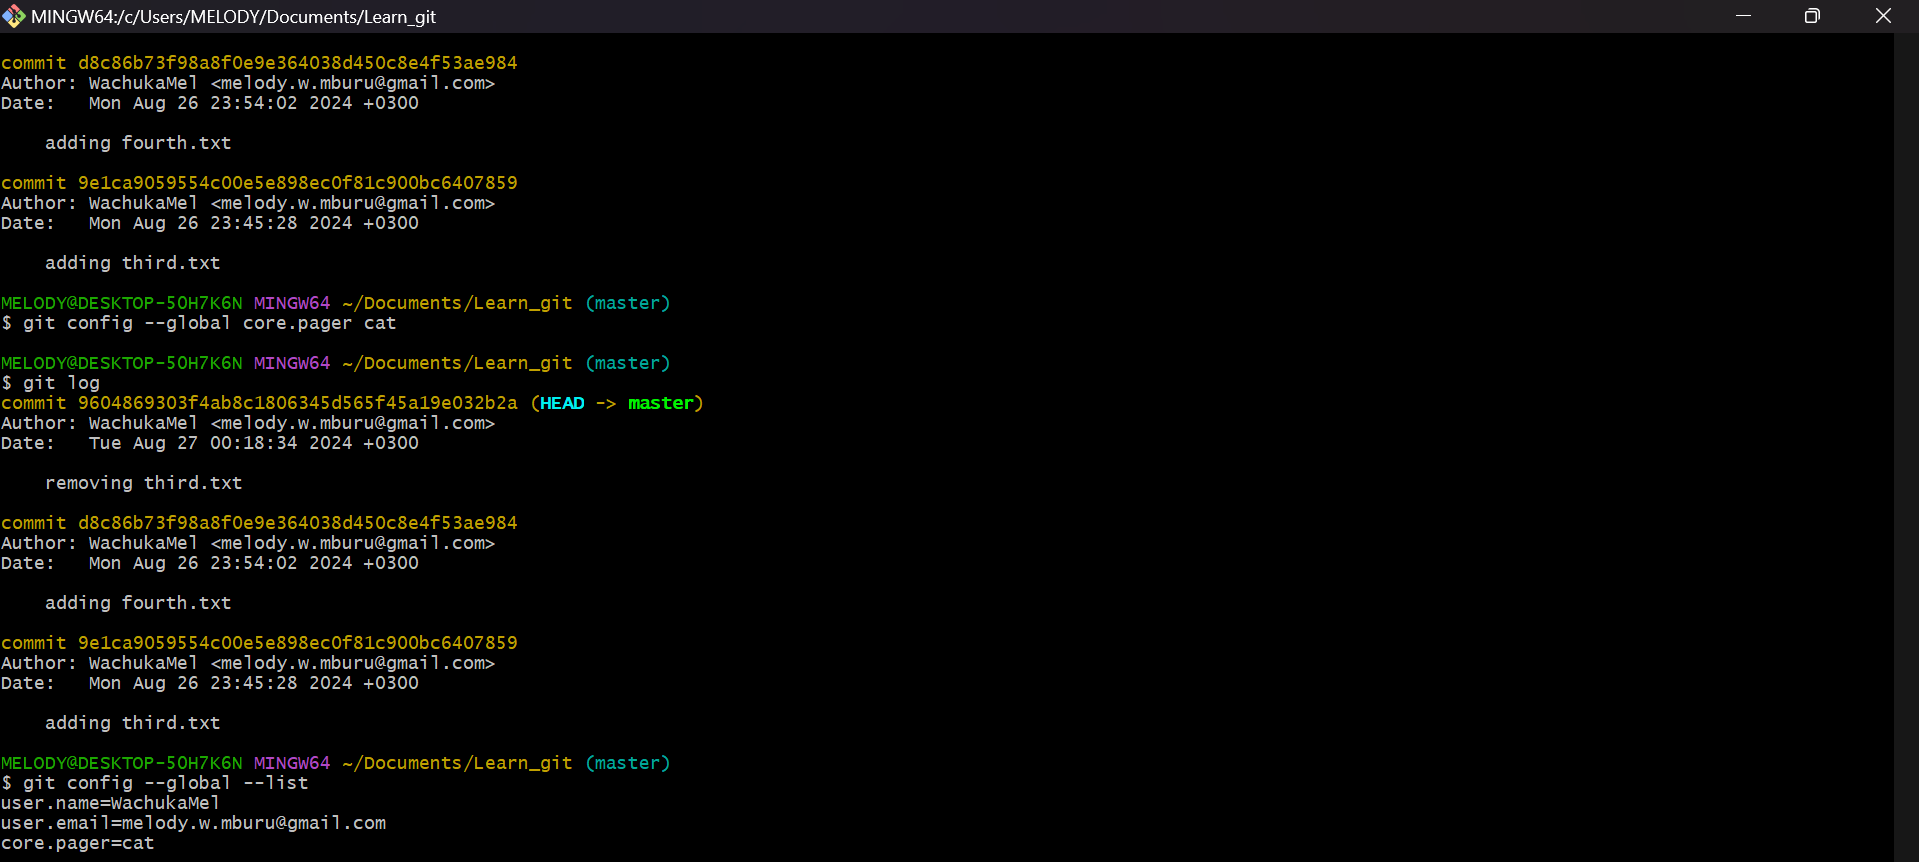 MINGW64:/c/Users/MELODY/Documents/Learn_git
commit d8c86b73f98a8f0e9e364038d450c8e4f53ae984
Author: WachukaMel <melody.w.mburu@gmail.com>
Date:   Mon Aug 26 23:54:02 2024 +0300
    adding fourth.txt
commit 9e1ca9059554c00e5e898ec0f81c900bc6407859
Author: WachukaMel <melody.w.mburu@gmail.com>
Date:   Mon Aug 26 23:45:28 2024 +0300
    adding third.txt
MELODY@DESKTOP-5OH7K6N MINGW64 ~/Documents/Learn_git (master)
$ git config --global core.pager cat
MELODY@DESKTOP-5OH7K6N MINGW64 ~/Documents/Learn_git (master)
$ git log
commit 9604869303f4ab8c1806345d565f45a19e032b2a (HEAD -> master)
Author: WachukaMel <melody.w.mburu@gmail.com>
Date:   Tue Aug 27 00:18:34 2024 +0300
    removing third.txt
commit d8c86b73f98a8f0e9e364038d450c8e4f53ae984
Author: WachukaMel <melody.w.mburu@gmail.com>
Date:   Mon Aug 26 23:54:02 2024 +0300
    adding fourth.txt
commit 9e1ca9059554c00e5e898ec0f81c900bc6407859
Author: WachukaMel <melody.w.mburu@gmail.com>
Date:   Mon Aug 26 23:45:28 2024 +0300
    adding third.txt
MELODY@DESKTOP-5OH7K6N MINGW64 ~/Documents/Learn_git (master)
$ git config --global --list
user.name=WachukaMel
user.email=melody.w.mburu@gmail.com
core.pager=cat